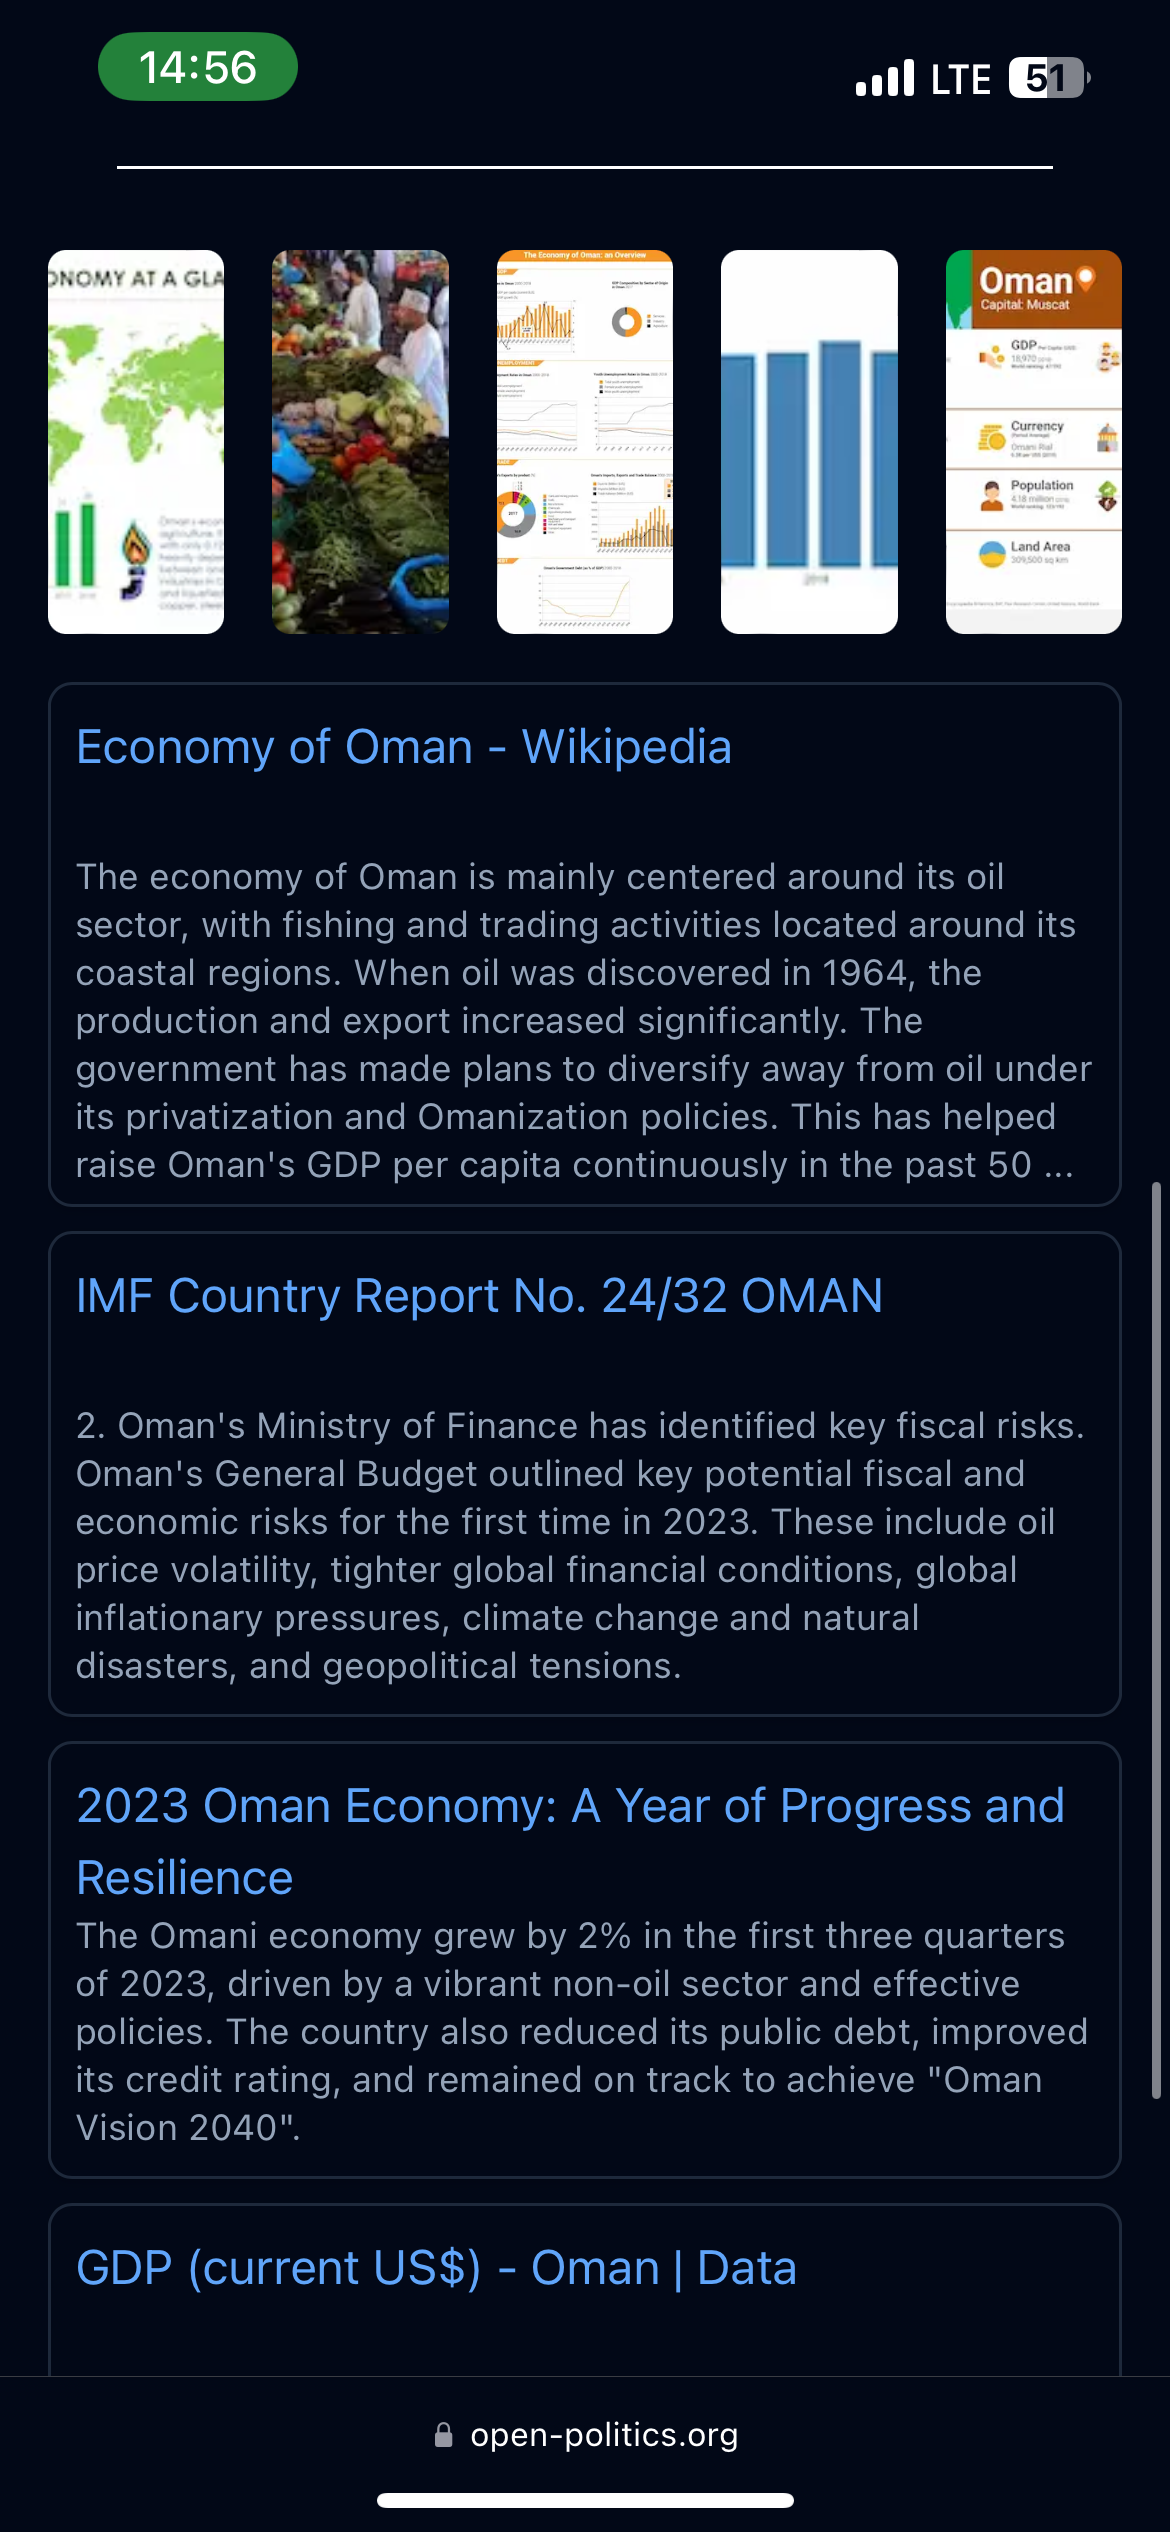 14:56
LTE 51
ONOMY AT A GLA
The Economy of Oman: an Overview
2018
Oman
Capital: Muscat
GDP
18,970
Currency
Omani Rial
Population
4.18 million
Land Area
309,500 sq km
Economy of Oman - Wikipedia
The economy of Oman is mainly centered around its oil
sector, with fishing and trading activities located around its
coastal regions. When oil was discovered in 1964, the
production and export increased significantly. The
government has made plans to diversify away from oil under
its privatization and Omanization policies. This has helped
raise Oman's GDP per capita continuously in the past 50 ...
IMF Country Report No. 24/32 OMAN
2. Oman's Ministry of Finance has identified key fiscal risks.
Oman's General Budget outlined key potential fiscal and
economic risks for the first time in 2023. These include oil
price volatility, tighter global financial conditions, global
inflationary pressures, climate change and natural
disasters, and geopolitical tensions.
2023 Oman Economy: A Year of Progress and
Resilience
The Omani economy grew by 2% in the first three quarters
of 2023, driven by a vibrant non-oil sector and effective
policies. The country also reduced its public debt, improved
its credit rating, and remained on track to achieve "Oman
Vision 2040".
GDP (current US$) - Oman | Data
open-politics.org